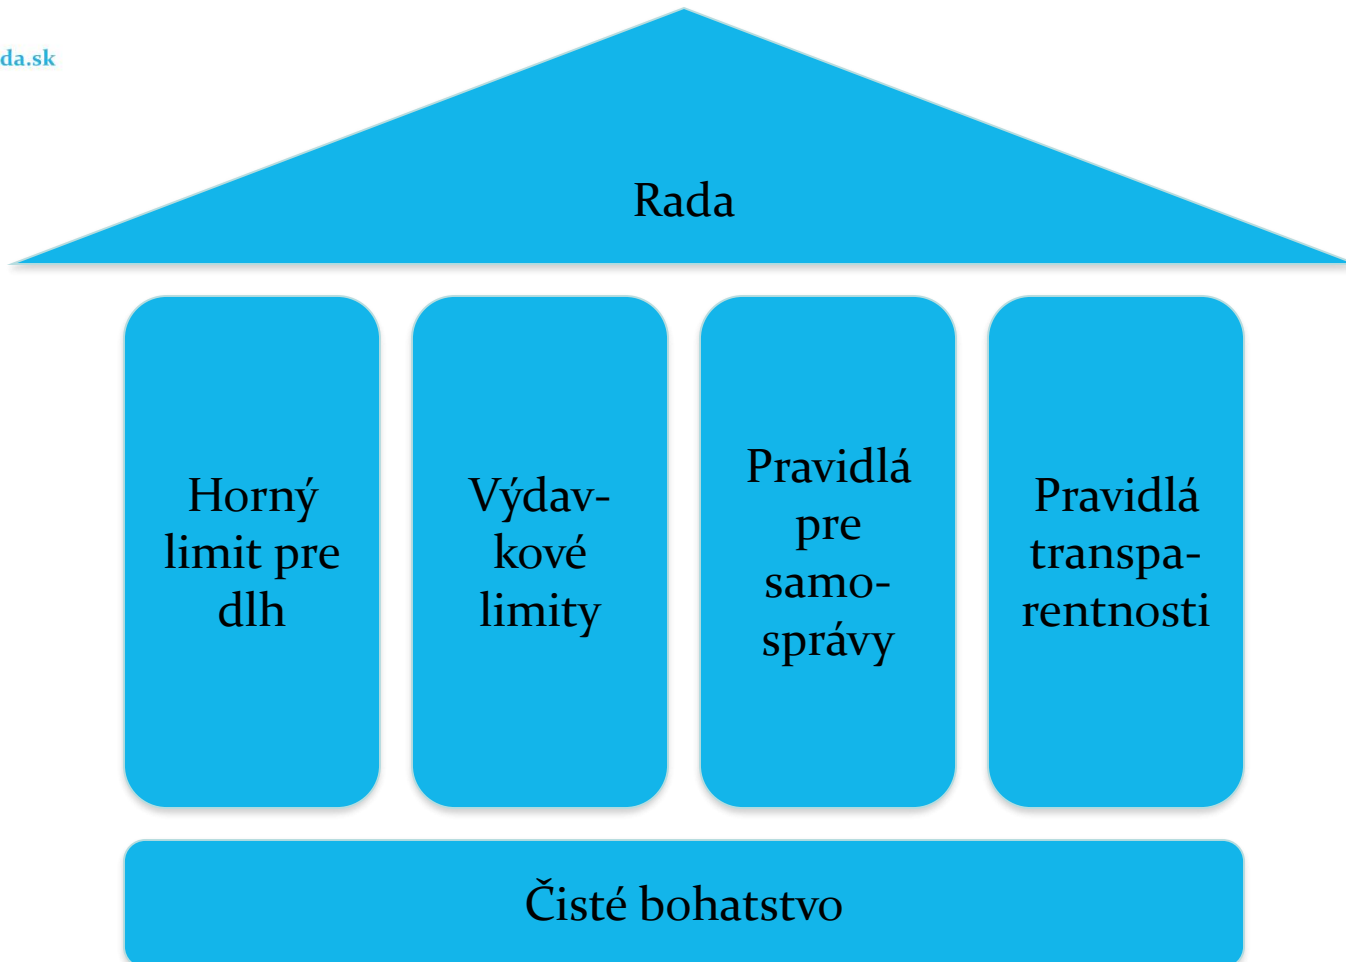 da.sk
Rada
Horný
limit pre
dlh
Výdav-
kové
limity
Pravidlá
pre
samo-
správy
Pravidlá
transpa-
rentnosti
Čisté bohatstvo